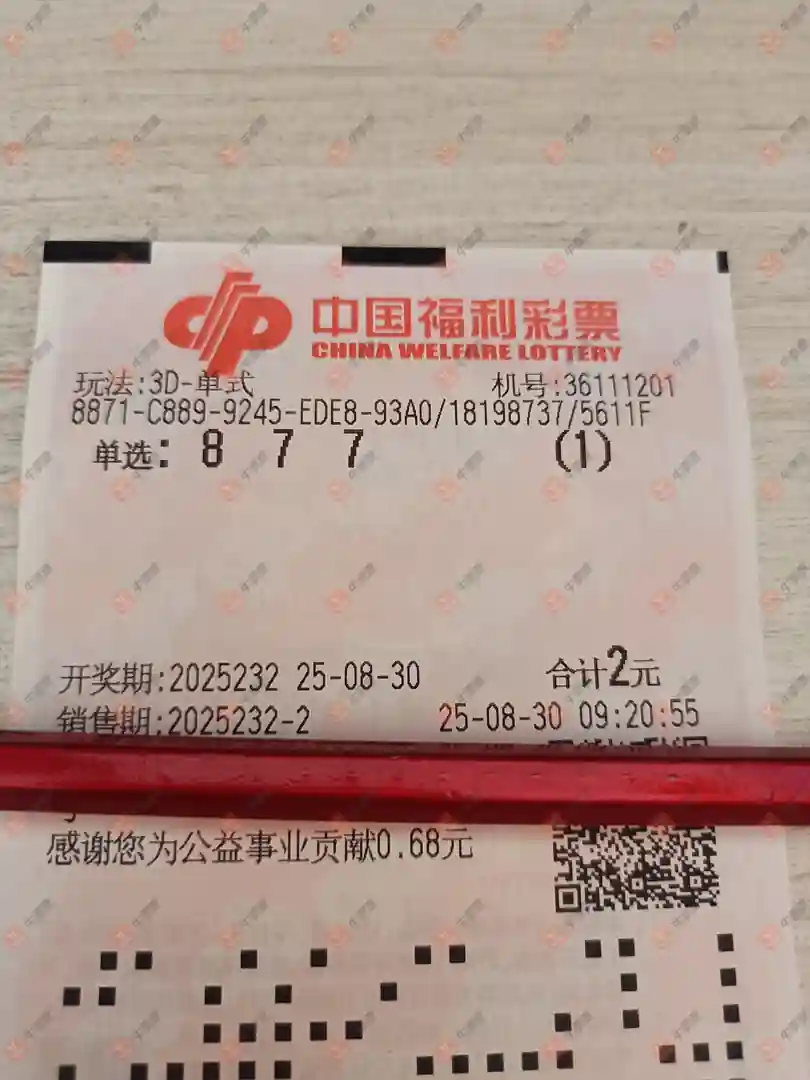 中国福利彩票
CHINA WELFARE LOTTERY
玩法:3D-单式 机号:36111201
8871-C889-9245-EDE8-93A0/18198737/5611F
单选: 8 7 7 (1)
开奖期:2025232 25-08-30 合计2元
销售期:2025232-2 25-08-30 09:20:55
感谢您为公益事业贡献0.68元